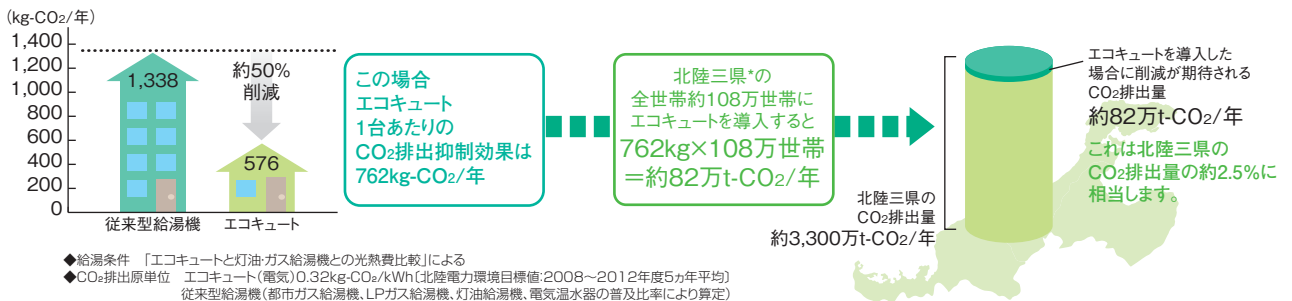 (kg-CO₂/年)
1,400
1,200
1,000
800
600
400
200
0
1,338
約50%
削減
576
従来型給湯機
エコキュート
この場合
エコキュート
1台あたりの
CO₂排出抑制効果は
762kg-CO₂/年
北陸三県*の
全世帯約108万世帯に
エコキュートを導入すると
762kg×108万世帯
＝約82万t-CO₂/年
エコキュートを導入した
場合に削減が期待される
CO₂排出量
約82万t-CO₂/年
これは北陸三県の
CO₂排出量の約2.5%に
相当します。
北陸三県の
CO₂排出量
約3,300万t-CO₂/年
◆給湯条件　「エコキュートと灯油・ガス給湯機との光熱費比較」による
◆CO₂排出原単位　エコキュート(電気)0.32kg-CO₂/kWh〔北陸電力環境目標値:2008〜2012年度5ヵ年平均〕
従来型給湯機(都市ガス給湯機、LPガス給湯機、灯油給湯機、電気温水器の普及比率により算定)